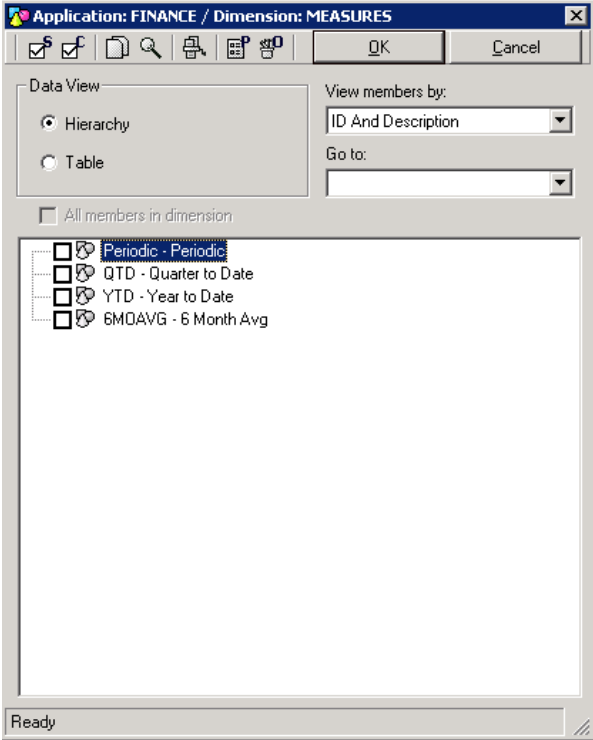 Application: FINANCE / Dimension: MEASURES
S C P O OK Cancel
Data View
Hierarchy
Table
View members by:
ID And Description
Go to:
All members in dimension
Periodic - Periodic
QTD - Quarter to Date
YTD - Year to Date
6MOAVG - 6 Month Avg
Ready